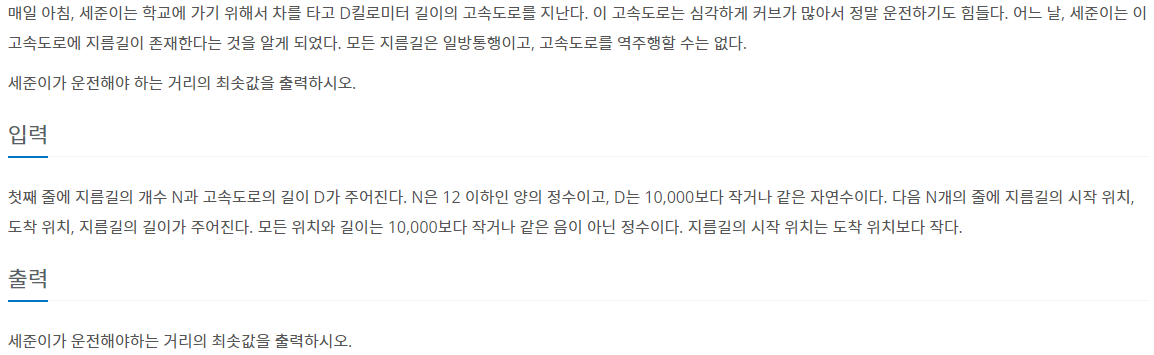 매일 아침, 세준이는 학교에 가기 위해서 차를 타고 D킬로미터 길이의 고속도로를 지난다. 이 고속도로는 심각하게 커브가 많아서 정말 운전하기도 힘들다. 어느 날, 세준이는 이
고속도로에 지름길이 존재한다는 것을 알게 되었다. 모든 지름길은 일방통행이고, 고속도로를 역주행할 수는 없다.
세준이가 운전해야 하는 거리의 최솟값을 출력하시오.
입력
첫째 줄에 지름길의 개수 N과 고속도로의 길이 D가 주어진다. N은 12 이하인 양의 정수이고, D는 10,000보다 작거나 같은 자연수이다. 다음 N개의 줄에 지름길의 시작 위치,
도착 위치, 지름길의 길이가 주어진다. 모든 위치와 길이는 10,000보다 작거나 같은 음이 아닌 정수이다. 지름길의 시작 위치는 도착 위치보다 작다.
출력
세준이가 운전해야하는 거리의 최솟값을 출력하시오.